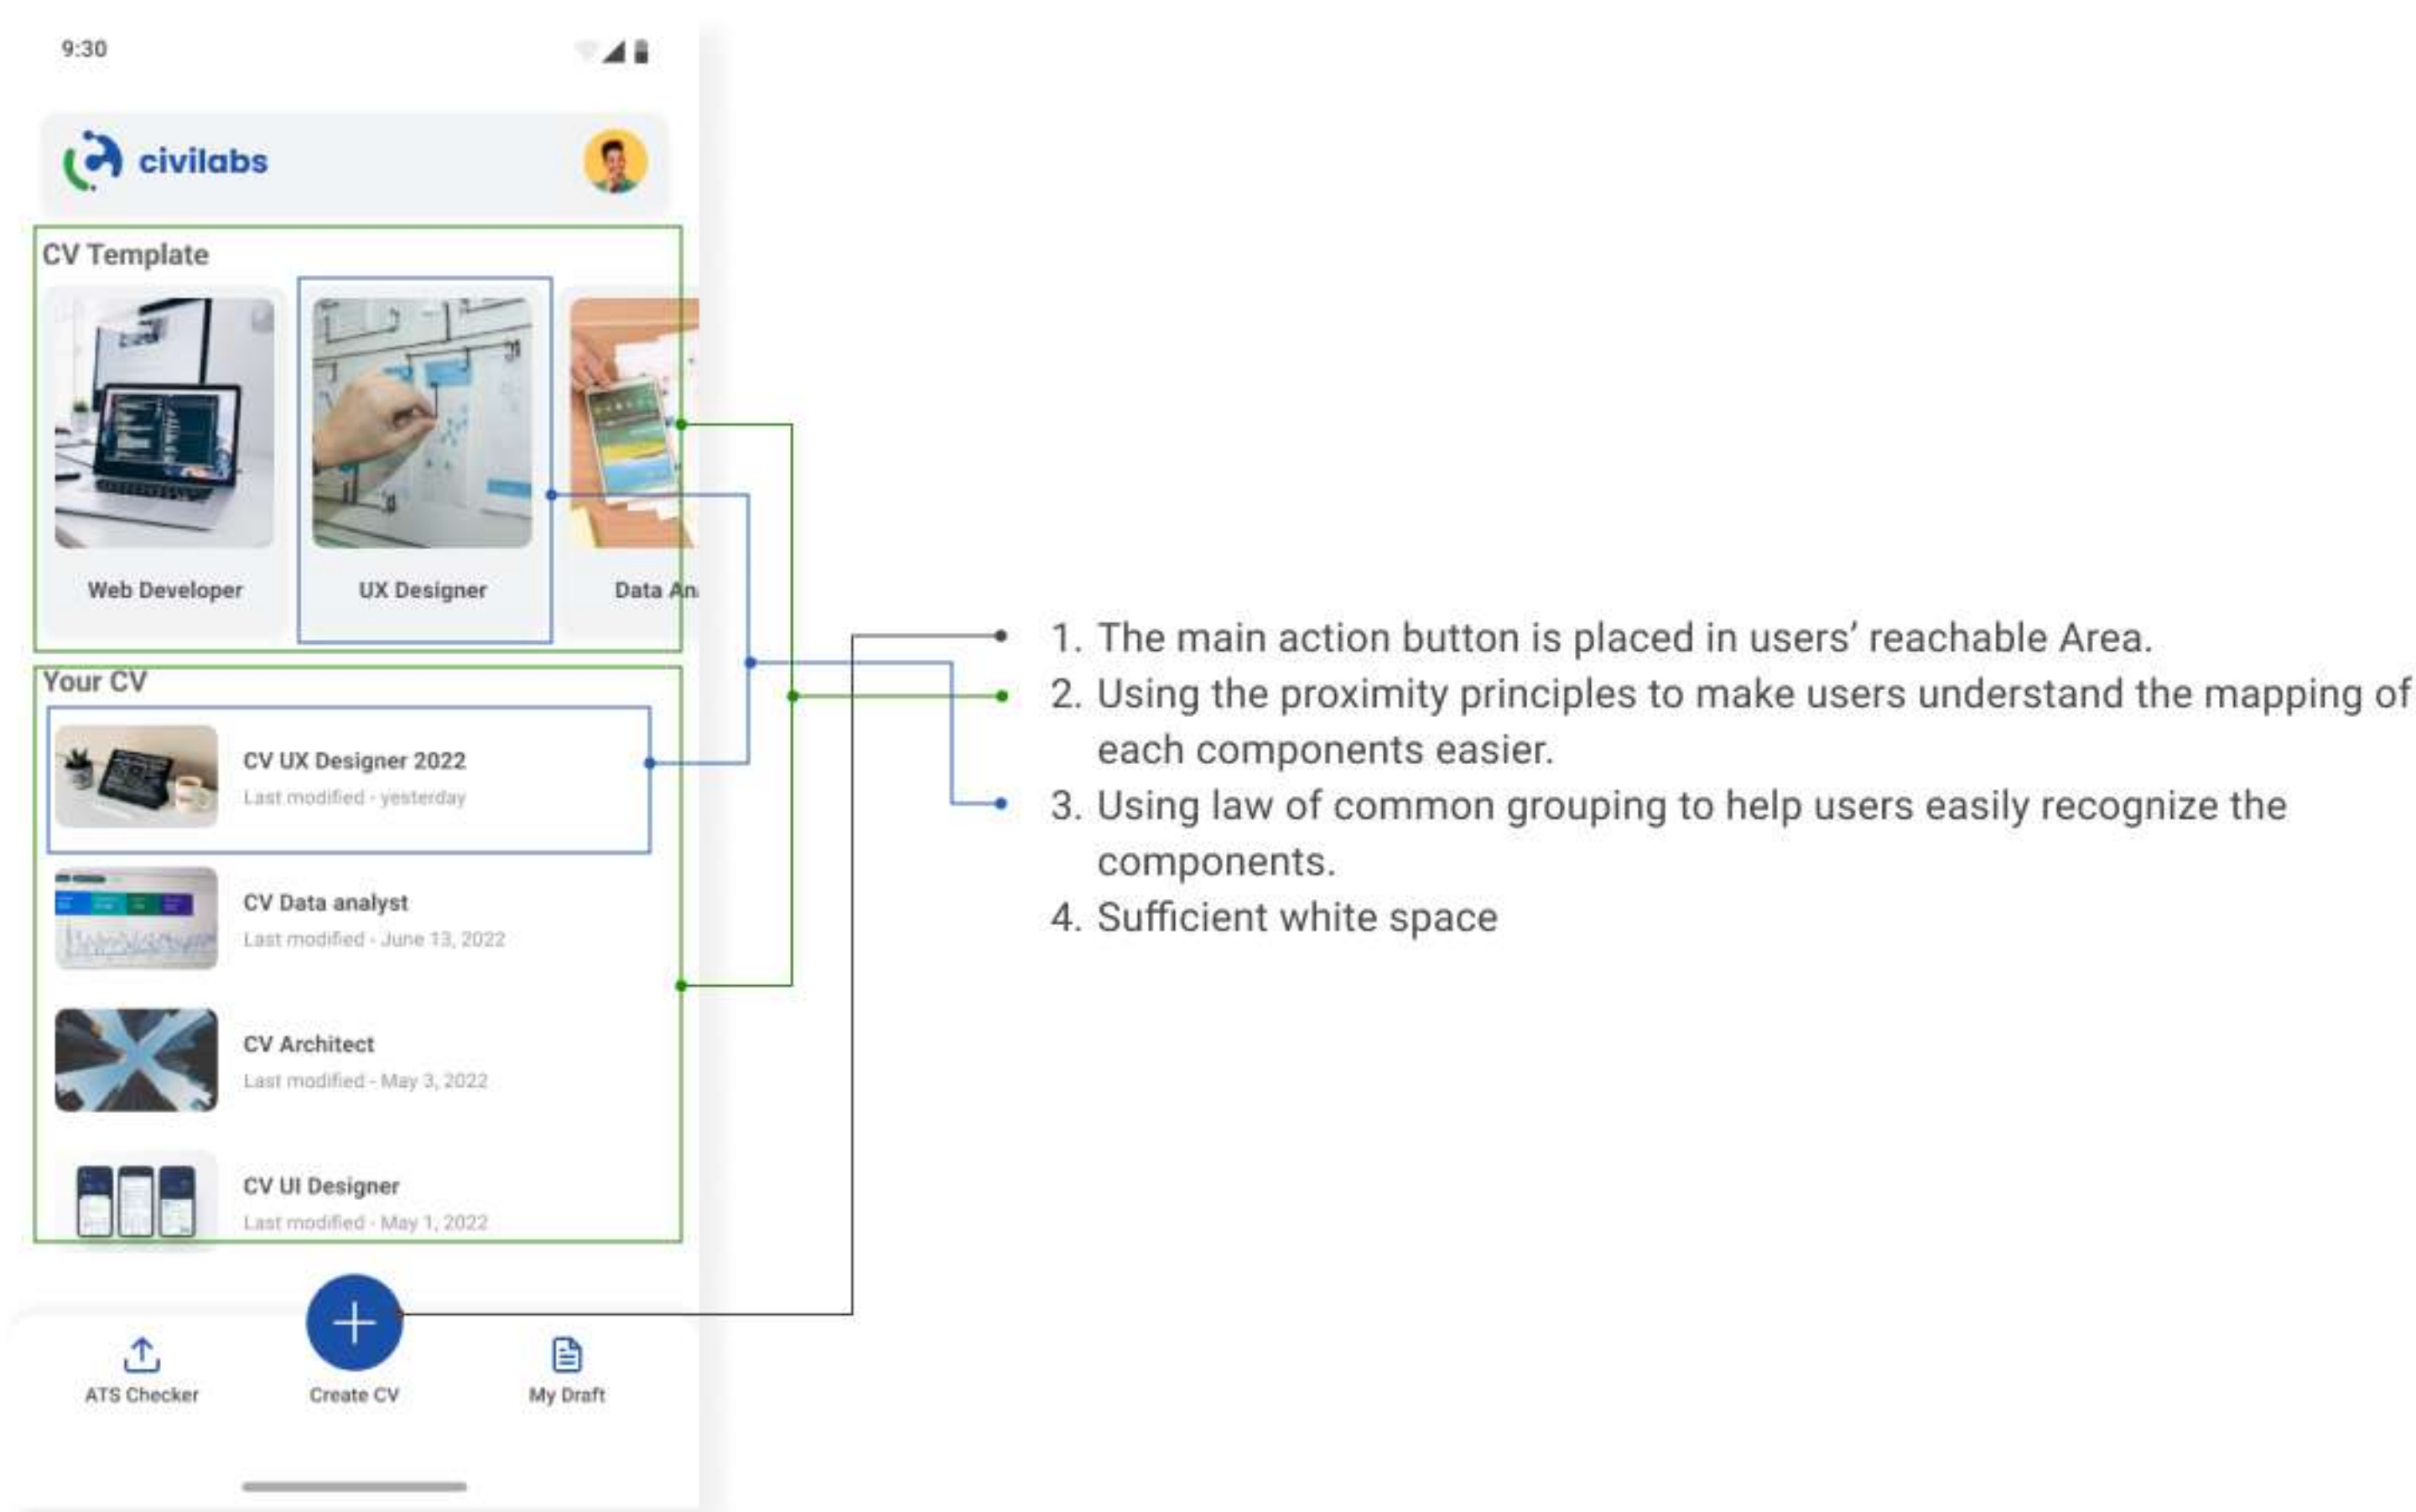 9:30
civilabs
CV Template
Web Developer
UX Designer
Data An
Your CV
CV UX Designer 2022
Last modified - yesterday
CV Data analyst
Last modified - June 13, 2022
CV Architect
Last modified - May 3, 2022
CV UI Designer
Last modified - May 1, 2022
ATS Checker
Create CV
My Draft
1. The main action button is placed in users’ reachable Area.
2. Using the proximity principles to make users understand the mapping of
each components easier.
3. Using law of common grouping to help users easily recognize the
components.
4. Sufficient white space